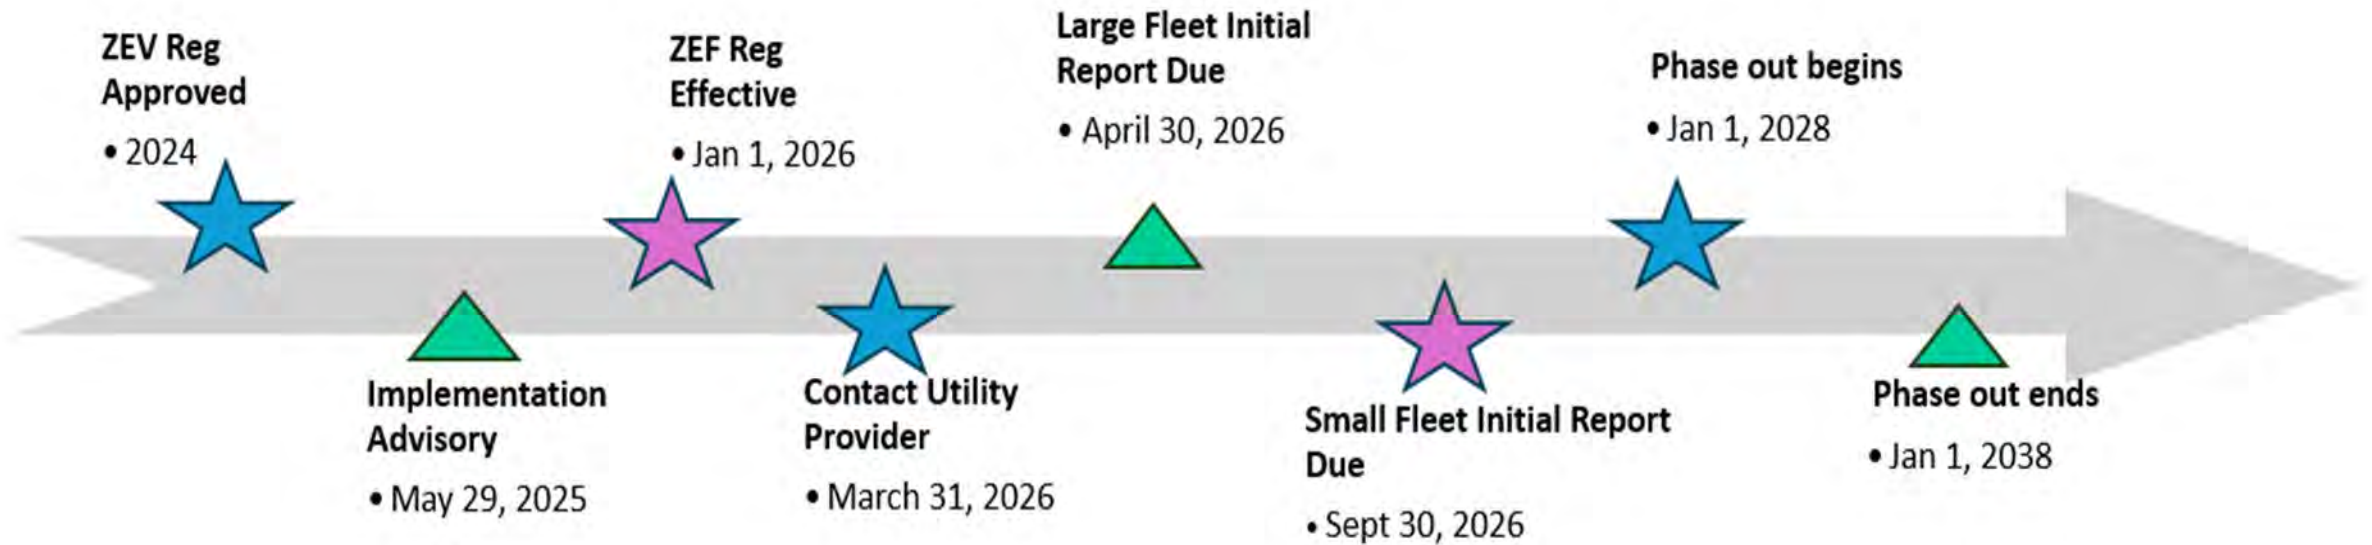 ZEV Reg
Approved
• 2024
Implementation
Advisory
• May 29, 2025
ZEF Reg
Effective
• Jan 1, 2026
Contact Utility
Provider
• March 31, 2026
Large Fleet Initial
Report Due
• April 30, 2026
Small Fleet Initial Report
Due
• Sept 30, 2026
Phase out begins
• Jan 1, 2028
Phase out ends
• Jan 1, 2038